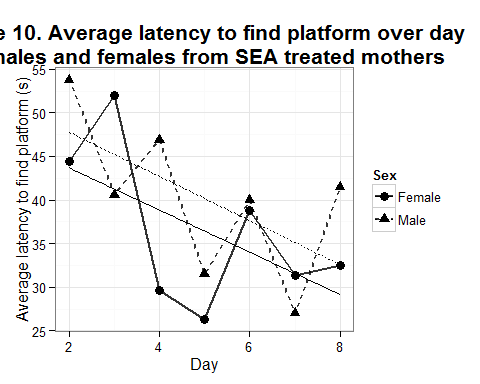 e 10. Average latency to find platform over day
nales and females from SEA treated mothers
Average latency to find platform (s)
55
50
45
40
35
30
25
2
4
6
8
Day
Sex
Female
Male